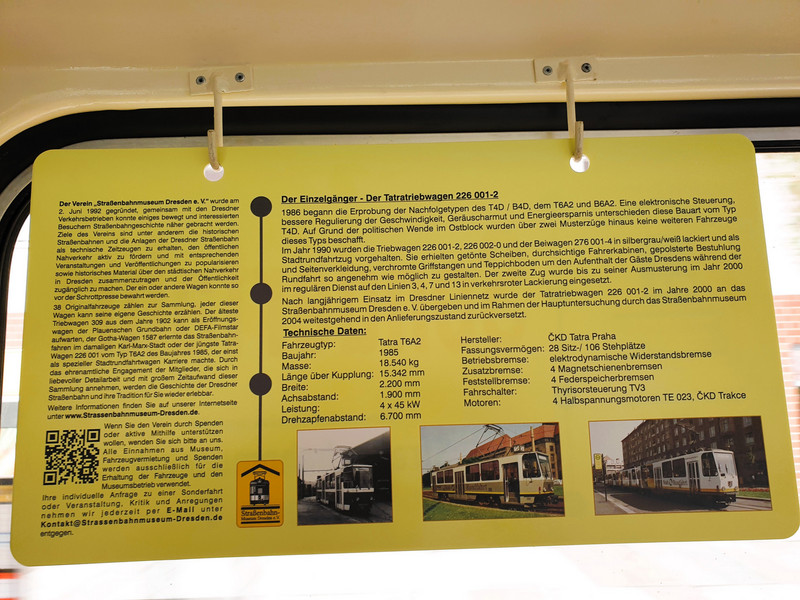 Der Verein „Straßenbahnmuseum Dresden e. V.“ wurde am
2. Juni 1992 gegründet, gemeinsam mit den Dresdner
Verkehrsbetrieben konnte einiges bewegt und interessierten
Besuchern Straßenbahngeschichte näher gebracht werden.
Ziele des Vereins sind unter anderem die historischen
Straßenbahnen und die Anlagen der Dresdner Straßenbahn
als technische Zeitzeugen zu erhalten, den öffentlichen
Nahverkehr aktiv zu fördern und mit entsprechenden
Veranstaltungen und Veröffentlichungen zu popularisieren
sowie historisches Material über den städtischen Nahverkehr
in Dresden zusammenzutragen und der Öffentlichkeit
zugänglich zu machen. Der ein oder andere Wagen konnte so
vor der Schrottpresse bewahrt werden.
38 Originalfahrzeuge zählen zur Sammlung, jeder dieser
Wagen kann seine eigene Geschichte erzählen. Der älteste
Triebwagen 309 aus dem Jahre 1902 kann als Eröffnungs-
wagen der Plauenschen Grundbahn oder DEFA-Filmstar
aufwarten, der Gotha-Wagen 1587 erlernte das Straßenbahn-
fahren im damaligen Karl-Marx-Stadt oder der jüngste Tatra-
Wagen 226 001 vom Typ T6A2 des Baujahres 1985, der einst
als spezieller Stadtrundfahrtwagen Karriere machte. Durch
das ehrenamtliche Engagement der Mitglieder, die sich in
liebevoller Detailarbeit und mit großem Zeitaufwand dieser
Sammlung annehmen, werden die Geschichte der Dresdner
Straßenbahn und ihre Tradition für Sie wieder erlebbar.
Weitere Informationen finden Sie auf unserer Internetseite
unter www.Strassenbahnmuseum-Dresden.de.
Wenn Sie den Verein durch Spenden
oder aktive Mithilfe unterstützen
wollen, wenden Sie sich bitte an uns.
Alle Einnahmen aus Museum,
Fahrzeugvermietung und Spenden
werden ausschließlich für die
Erhaltung der Fahrzeuge und den
Museumsbetrieb verwendet.
Ihre individuelle Anfrage zu einer Sonderfahrt
oder Veranstaltung, Kritik und Anregungen
nehmen wir jederzeit per E-Mail unter
Kontakt@Strassenbahnmuseum-Dresden.de
entgegen.
Straßenbahn-
Museum Dresden e.V.
Der Einzelgänger - Der Tatratriebwagen 226 001-2
1986 begann die Erprobung der Nachfolgetypen des T4D / B4D, dem T6A2 und B6A2. Eine elektronische Steuerung,
bessere Regulierung der Geschwindigkeit, Geräuscharmut und Energieersparnis unterschieden diese Bauart vom Typ
T4D. Auf Grund der politischen Wende im Ostblock wurden über zwei Musterzüge hinaus keine weiteren Fahrzeuge
dieses Typs beschafft.
Im Jahr 1990 wurden die Triebwagen 226 001-2, 226 002-0 und der Beiwagen 276 001-4 in silbergrau/weiß lackiert und als
Stadtrundfahrtzug vorgehalten. Sie erhielten getönte Scheiben, durchsichtige Fahrerkabinen, gepolsterte Bestuhlung
und Seitenverkleidung, verchromte Griffstangen und Teppichboden um den Aufenthalt der Gäste Dresdens während der
Rundfahrt so angenehm wie möglich zu gestalten. Der zweite Zug wurde bis zu seiner Ausmusterung im Jahr 2000
im regulären Dienst auf den Linien 3, 4, 7 und 13 in verkehrsroter Lackierung eingesetzt.
Nach langjährigem Einsatz im Dresdner Liniennetz wurde der Tatratriebwagen 226 001-2 im Jahre 2000 an das
Straßenbahnmuseum Dresden e. V. übergeben und im Rahmen der Hauptuntersuchung durch das Straßenbahnmuseum
2004 weitestgehend in den Anlieferungszustand zurückversetzt.
Technische Daten:
Fahrzeugtyp: Tatra T6A2
Baujahr: 1985
Masse: 18.540 kg
Länge über Kupplung: 15.342 mm
Breite: 2.200 mm
Achsabstand: 1.900 mm
Leistung: 4 x 45 kW
Drehzapfenabstand: 6.700 mm
Hersteller: ČKD Tatra Praha
Fassungsvermögen: 28 Sitz-/ 106 Stehplätze
Betriebsbremse: elektrodynamische Widerstandsbremse
Zusatzbremse: 4 Magnetschienenbremsen
Feststellbremse: 4 Federspeicherbremsen
Fahrschalter: Thyrisorsteuerung TV3
Motoren: 4 Halbspannungsmotoren TE 023, ČKD Trakce